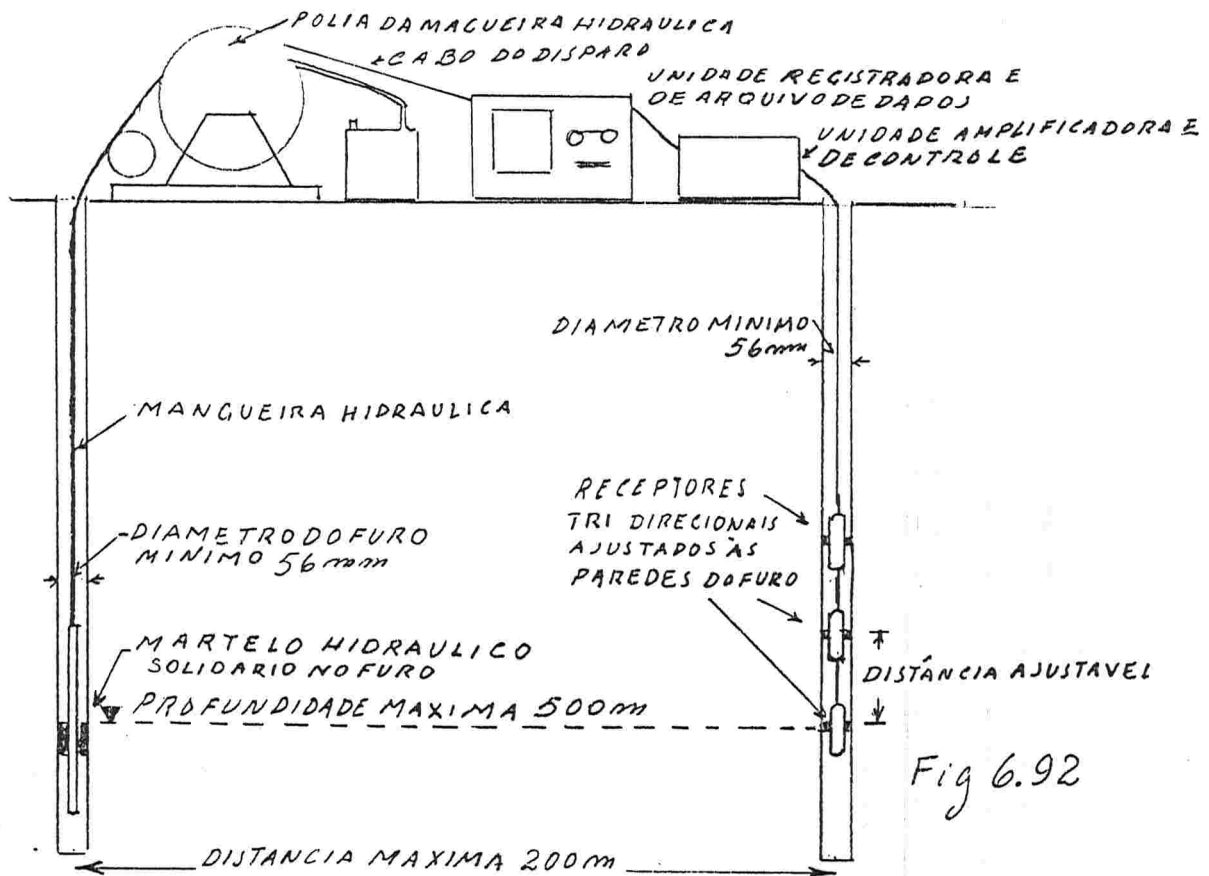 POLIA DA MAGUEIRA HIDRAULICA
CABO DO DISPARO
UNIDADE REGISTRADORA E
DE ARQUIVO DE DADOS
UNIDADE AMPLIFICADORA E
DE CONTROLE
DIAMETRO MINIMO
56mm
MANGUEIRA HIDRAULICA
RECEPTORES
TRI DIRECIONAIS
AJUSTADOS ÀS
PAREDES DO FURO
DIAMETRO DO FURO
MINIMO 56mm
MARTELO HIDRAULICO
SOLIDARIO NO FURO
PROFUNDIDADE MAXIMA 500m
DISTÂNCIA AJUSTAVEL
Fig 6.92
DISTANCIA MAXIMA 200m